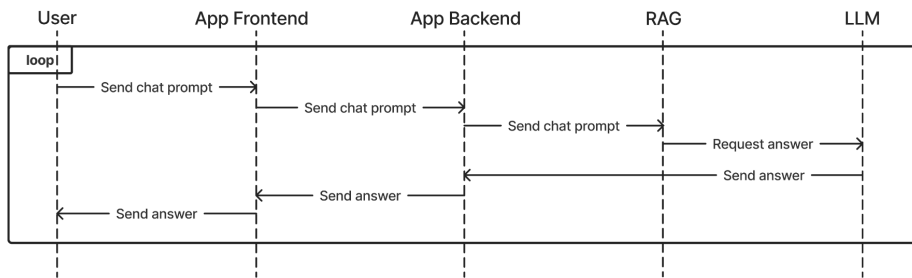 User
App Frontend
App Backend
RAG
LLM
loop
Send chat prompt
Send chat prompt
Send chat prompt
Request answer
Send answer
Send answer
Send answer